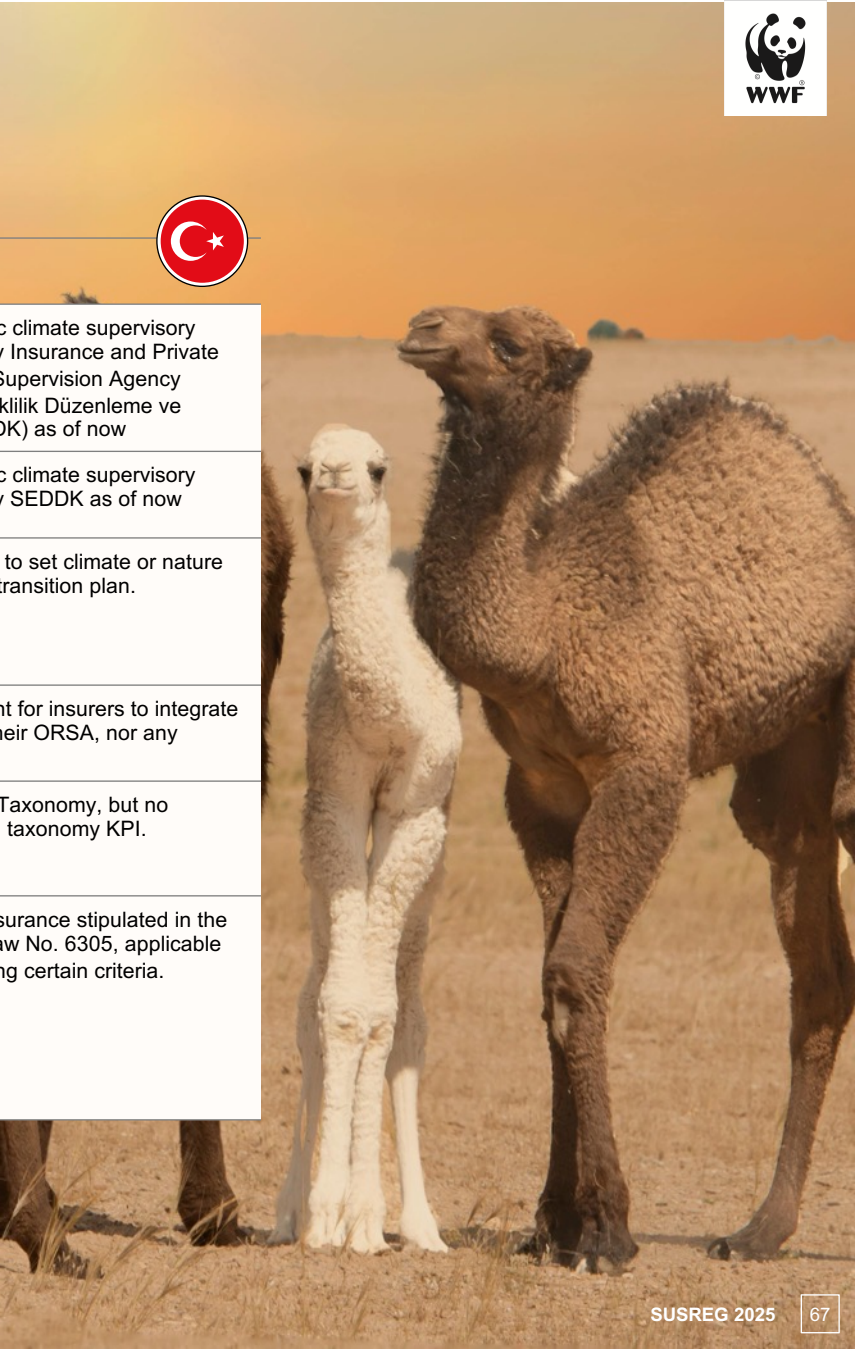 WWF
c climate supervisory
y Insurance and Private
Supervision Agency
klilik Düzenleme ve
DK) as of now
c climate supervisory
y SEDDK as of now
to set climate or nature
transition plan.
nt for insurers to integrate
heir ORSA, nor any
Taxonomy, but no
taxonomy KPI.
surance stipulated in the
aw No. 6305, applicable
ng certain criteria.
SUSREG 2025
67